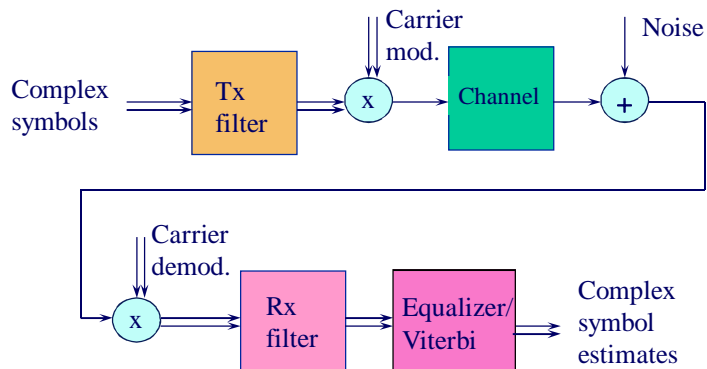 Complex
symbols
Tx
filter
x
Carrier
mod.
Channel
+
Noise
x
Carrier
demod.
Rx
filter
Equalizer/
Viterbi
Complex
symbol
estimates